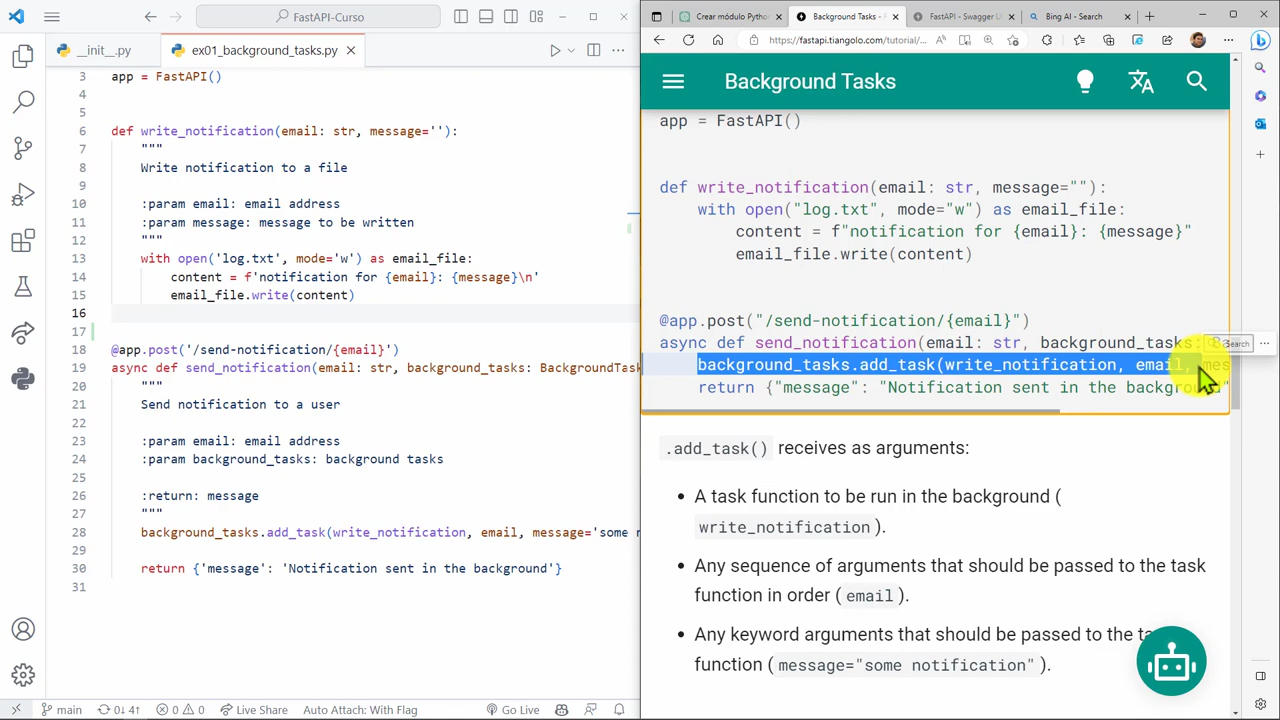 FastAPI-Curso
__init__.py
ex01_background_tasks.py
3 app = FastAPI()
4
5
6 def write_notification(email: str, message=''):
7 """
8 Write notification to a file
9
10 :param email: email address
11 :param message: message to be written
12 """
13 with open('log.txt', mode='w') as email_file:
14 content = f'notification for {email}: {message}\n'
15 email_file.write(content)
16
17
18 @app.post('/send-notification/{email}')
19 async def send_notification(email: str, background_tasks: BackgroundTask
20 """
21 Send notification to a user
22
23 :param email: email address
24 :param background_tasks: background tasks
25
26 :return: message
27 """
28 background_tasks.add_task(write_notification, email, message='some n
29
30 return {'message': 'Notification sent in the background'}
31
main
0↓ 4↑
0
0
Live Share
Auto Attach: With Flag
Go Live
Crear módulo Python
Background Tasks -
FastAPI - Swagger U
Bing AI - Search
https://fastapi.tiangolo.com/tutorial/...
Background Tasks
app = FastAPI()
def write_notification(email: str, message=""):
with open("log.txt", mode="w") as email_file:
content = f"notification for {email}: {message}"
email_file.write(content)
@app.post("/send-notification/{email}")
async def send_notification(email: str, background_tasks: Ba
Search
background_tasks.add_task(write_notification, email, mes
return {"message": "Notification sent in the background"
.add_task() receives as arguments:
• A task function to be run in the background (
write_notification ).
• Any sequence of arguments that should be passed to the task
function in order ( email ).
• Any keyword arguments that should be passed to the ta
function ( message="some notification" ).